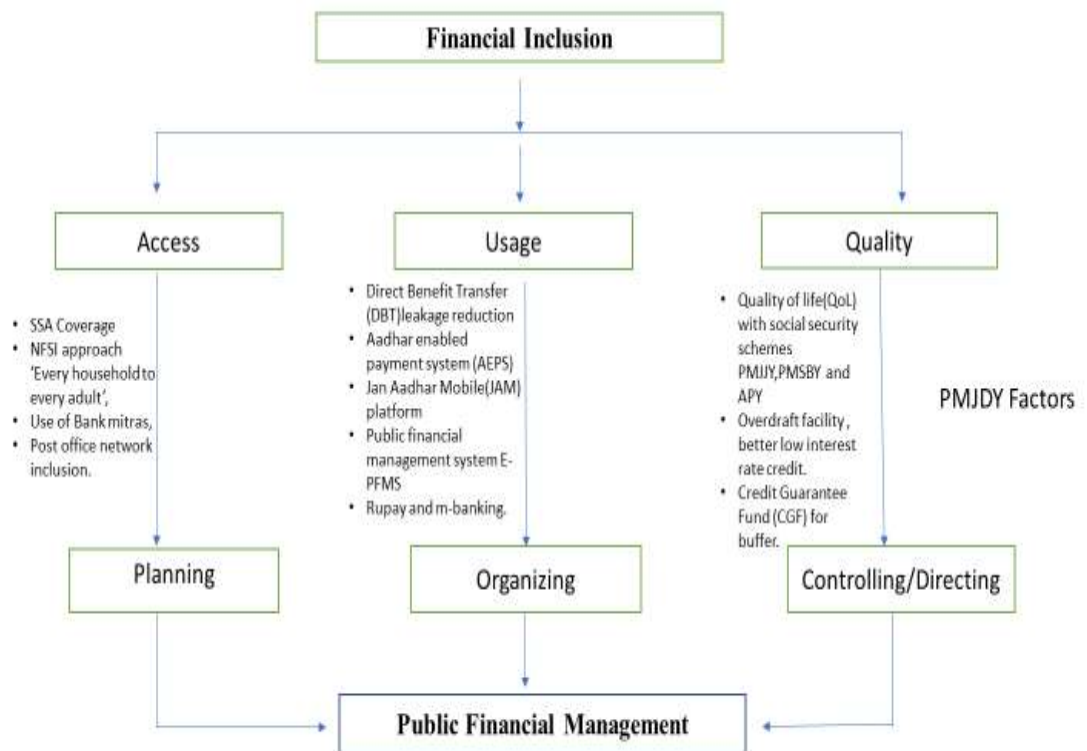 Financial Inclusion
Access
Usage
Quality
• SSA Coverage
• NFSI approach
'Every household to
every adult',
• Use of Bank mitras,
• Post office network
inclusion.
• Direct Benefit Transfer
(DBT)leakage reduction
• Aadhar enabled
payment system (AEPS)
• Jan Aadhar Mobile(JAM)
platform
• Public financial
management system E-
PFMS
• Rupay and m-banking.
• Quality of life(QoL)
with social security
schemes
PMJJY,PMSBY and
APY
• Overdraft facility ,
better low interest
rate credit.
• Credit Guarantee
Fund (CGF) for
buffer.
PMJDY Factors
Planning
Organizing
Controlling/Directing
Public Financial Management